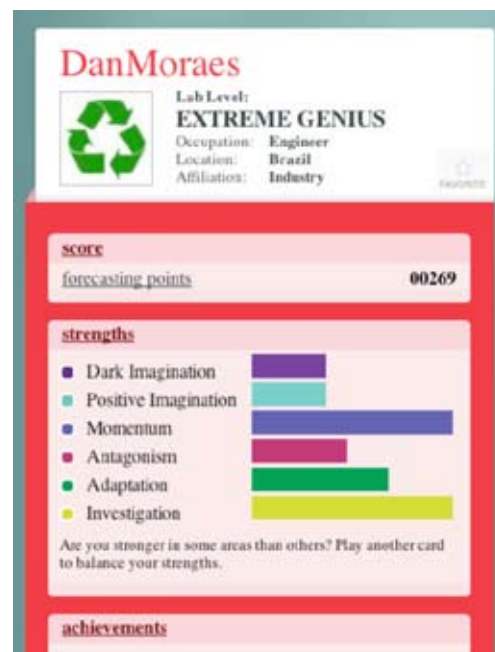 DanMoraes
Lab Level:
EXTREME GENIUS
Occupation: Engineer
Location: Brazil
Affiliation: Industry
FAVORITE
score
forecasting points 00269
strengths
Dark Imagination
Positive Imagination
Momentum
Antagonism
Adaptation
Investigation
Are you stronger in some areas than others? Play another card
to balance your strengths.
achievements